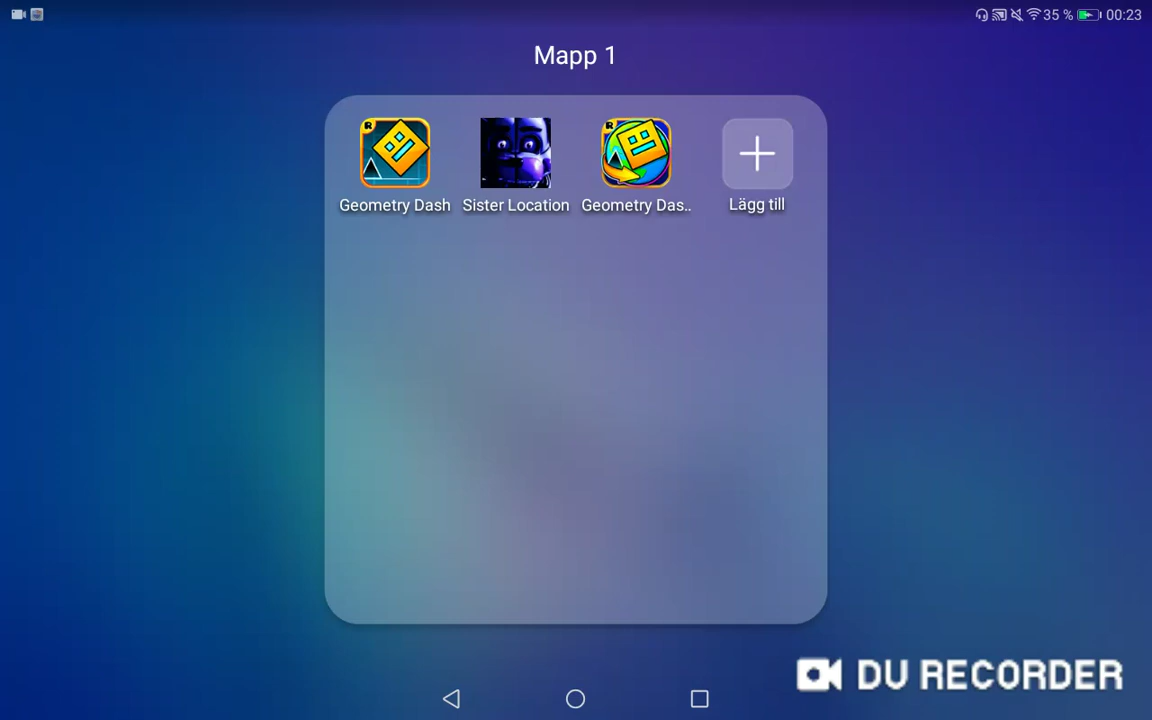 35 % 00:23
Mapp 1
Geometry Dash Sister Location Geometry Das.. Lägg till
DU RECORDER